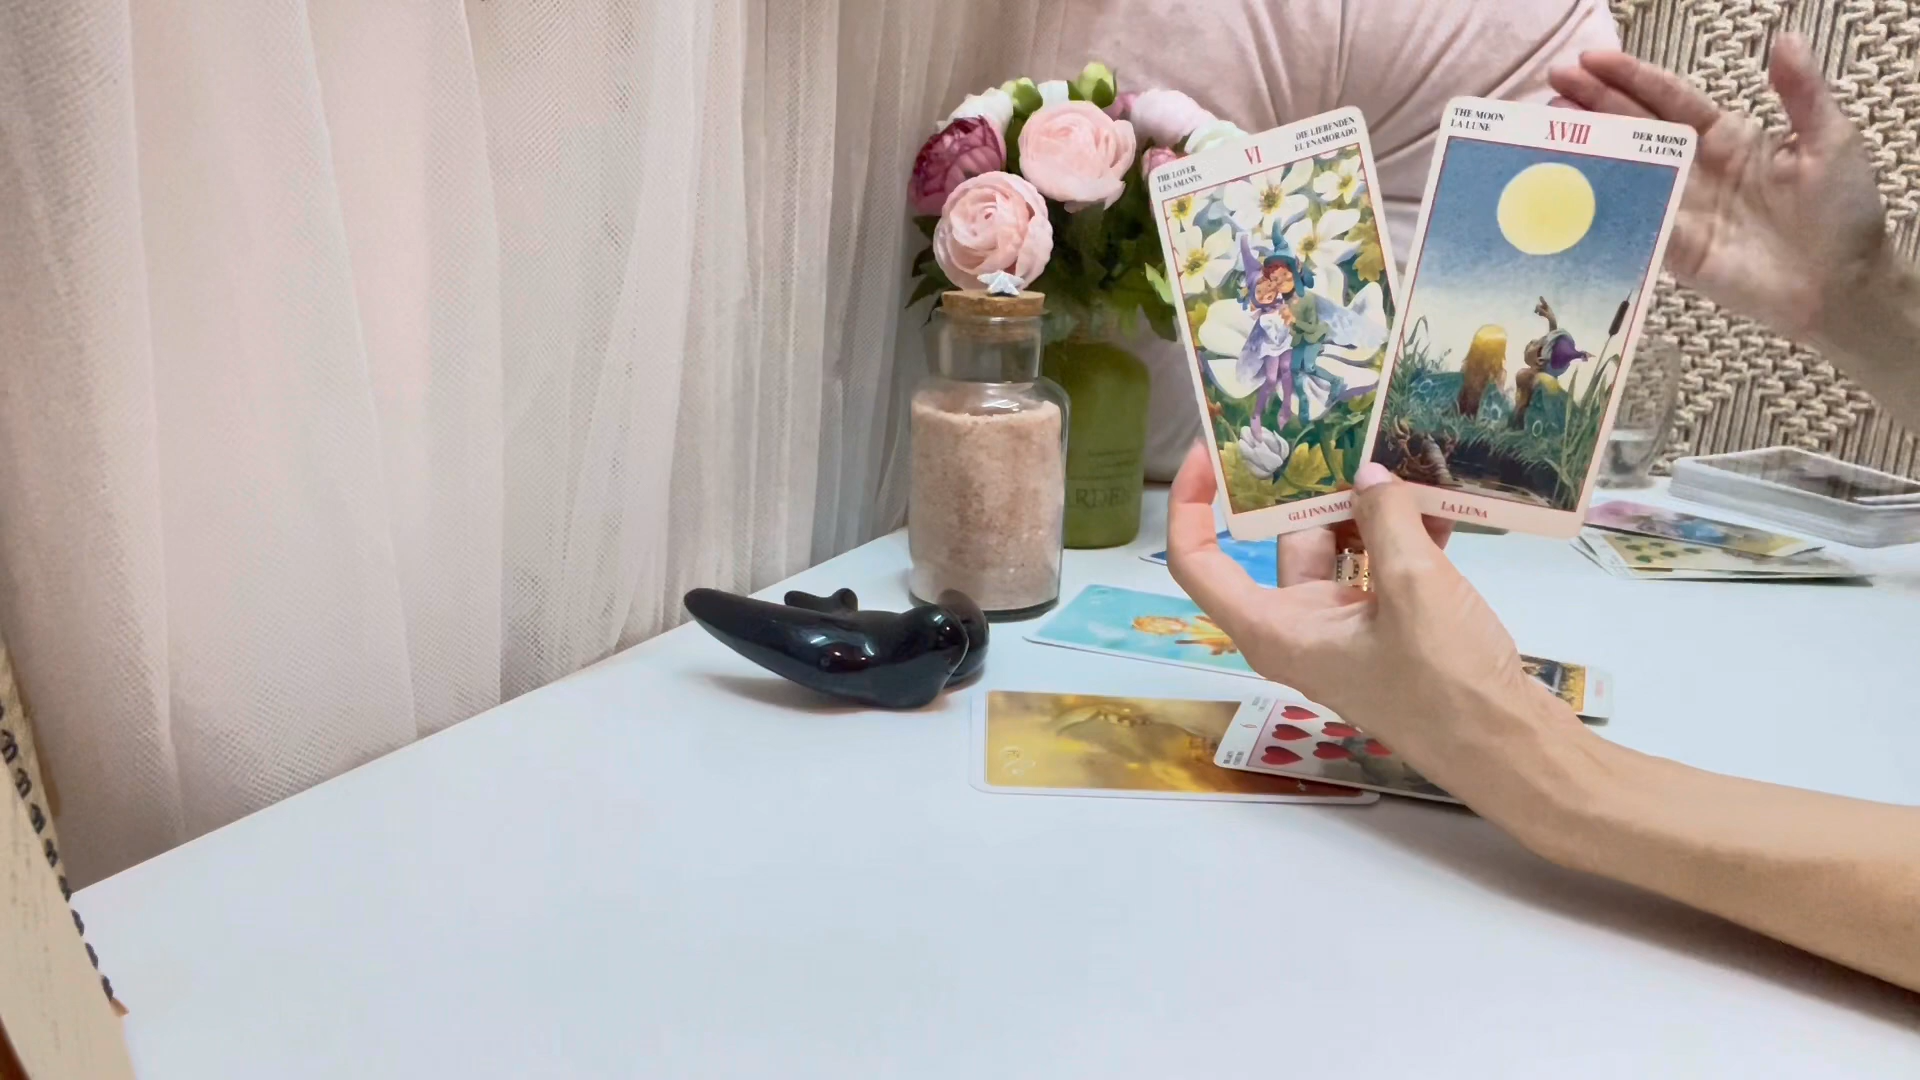 THE LOVER
LES AMANTS
VI
DIE LIEBENDEN
EL ENAMORADO
GLI INNAMO
THE MOON
LA LUNE
XVIII
DER MOND
LA LUNA
LA LUNA